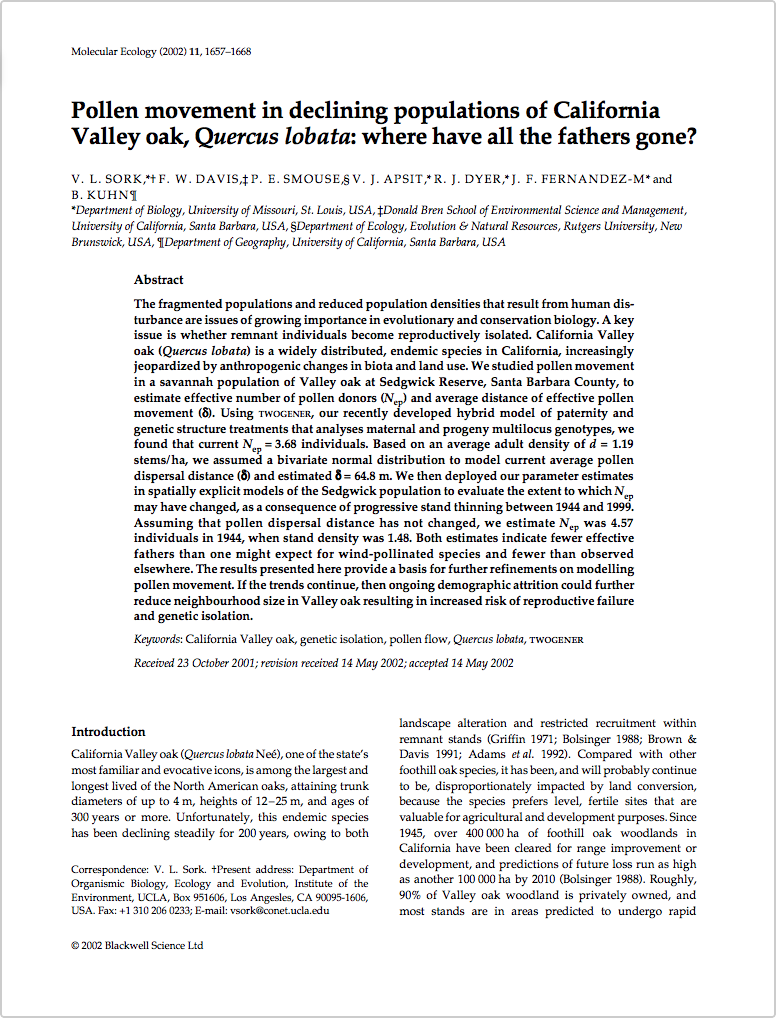 Molecular Ecology (2002) 11, 1657–1668
Pollen movement in declining populations of California
Valley oak, Quercus lobata: where have all the fathers gone?
V. L. SORK,*† F. W. DAVIS,‡ P. E. SMOUSE,§ V. J. APSIT,* R. J. DYER,* J. F. FERNANDEZ-M* and
B. KUHN¶
*Department of Biology, University of Missouri, St. Louis, USA, ‡Donald Bren School of Environmental Science and Management,
University of California, Santa Barbara, USA, §Department of Ecology, Evolution & Natural Resources, Rutgers University, New
Brunswick, USA, ¶Department of Geography, University of California, Santa Barbara, USA
Abstract
The fragmented populations and reduced population densities that result from human dis-
turbance are issues of growing importance in evolutionary and conservation biology. A key
issue is whether remnant individuals become reproductively isolated. California Valley
oak (Quercus lobata) is a widely distributed, endemic species in California, increasingly
jeopardized by anthropogenic changes in biota and land use. We studied pollen movement
in a savannah population of Valley oak at Sedgwick Reserve, Santa Barbara County, to
estimate effective number of pollen donors (Nep) and average distance of effective pollen
movement (δ). Using TWOGENER, our recently developed hybrid model of paternity and
genetic structure treatments that analyses maternal and progeny multilocus genotypes, we
found that current Nep = 3.68 individuals. Based on an average adult density of d = 1.19
stems/ha, we assumed a bivariate normal distribution to model current average pollen
dispersal distance (δ) and estimated δ = 64.8 m. We then deployed our parameter estimates
in spatially explicit models of the Sedgwick population to evaluate the extent to which Nep
may have changed, as a consequence of progressive stand thinning between 1944 and 1999.
Assuming that pollen dispersal distance has not changed, we estimate Nep was 4.57
individuals in 1944, when stand density was 1.48. Both estimates indicate fewer effective
fathers than one might expect for wind-pollinated species and fewer than observed
elsewhere. The results presented here provide a basis for further refinements on modelling
pollen movement. If the trends continue, then ongoing demographic attrition could further
reduce neighbourhood size in Valley oak resulting in increased risk of reproductive failure
and genetic isolation.
Keywords: California Valley oak, genetic isolation, pollen flow, Quercus lobata, TWOGENER
Received 23 October 2001; revision received 14 May 2002; accepted 14 May 2002
Introduction
California Valley oak (Quercus lobata Neé), one of the state's
most familiar and evocative icons, is among the largest and
longest lived of the North American oaks, attaining trunk
diameters of up to 4 m, heights of 12–25 m, and ages of
300 years or more. Unfortunately, this endemic species
has been declining steadily for 200 years, owing to both
Correspondence: V. L. Sork. †Present address: Department of
Organismic Biology, Ecology and Evolution, Institute of the
Environment, UCLA, Box 951606, Los Angesles, CA 90095-1606,
USA. Fax: +1 310 206 0233; E-mail: vsork@conet.ucla.edu
landscape alteration and restricted recruitment within
remnant stands (Griffin 1971; Bolsinger 1988; Brown &
Davis 1991; Adams et al. 1992). Compared with other
foothill oak species, it has been, and will probably continue
to be, disproportionately impacted by land conversion,
because the species prefers level, fertile sites that are
valuable for agricultural and development purposes. Since
1945, over 400 000 ha of foothill oak woodlands in
California have been cleared for range improvement or
development, and predictions of future loss run as high
as another 100 000 ha by 2010 (Bolsinger 1988). Roughly,
90% of Valley oak woodland is privately owned, and
most stands are in areas predicted to undergo rapid
© 2002 Blackwell Science Ltd